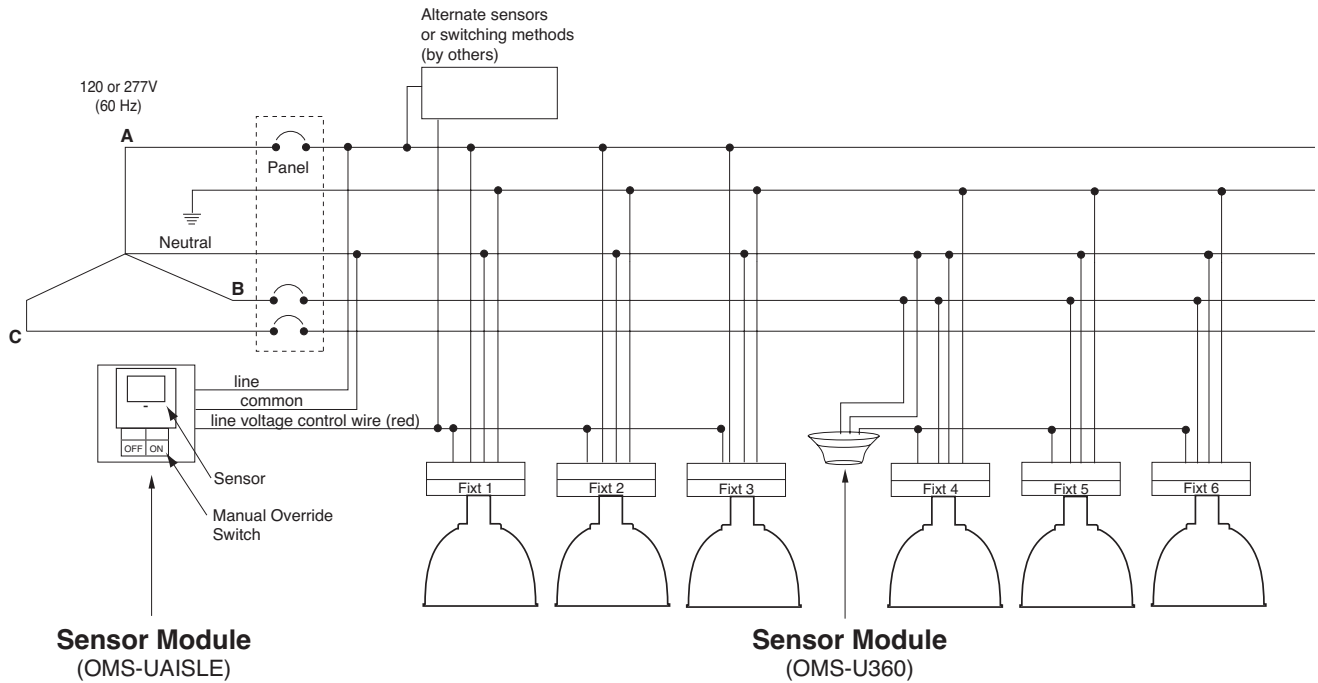 Alternate sensors
or switching methods
(by others)
120 or 277V
(60 Hz)
A
Panel
Neutral
B
C
line
common
line voltage control wire (red)
OFF ON
Sensor
Manual Override
Switch
Fixt 1
Fixt 2
Fixt 3
Fixt 4
Fixt 5
Fixt 6
Sensor Module
(OMS-UAISLE)
Sensor Module
(OMS-U360)